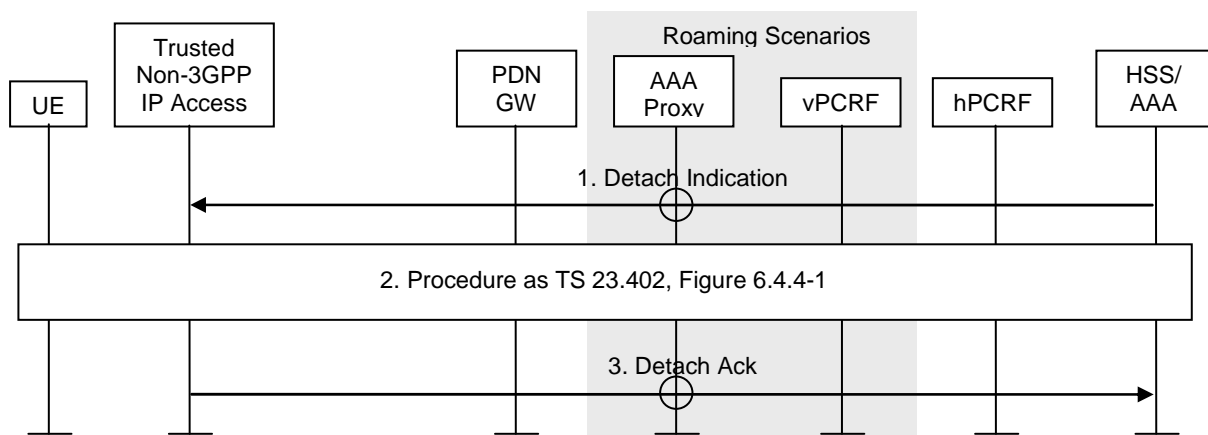 Roaming Scenarios
UE
Trusted
Non-3GPP
IP Access
PDN
GW
AAA
Proxy
vPCRF
hPCRF
HSS/
AAA
1. Detach Indication
2. Procedure as TS 23.402, Figure 6.4.4-1
3. Detach Ack